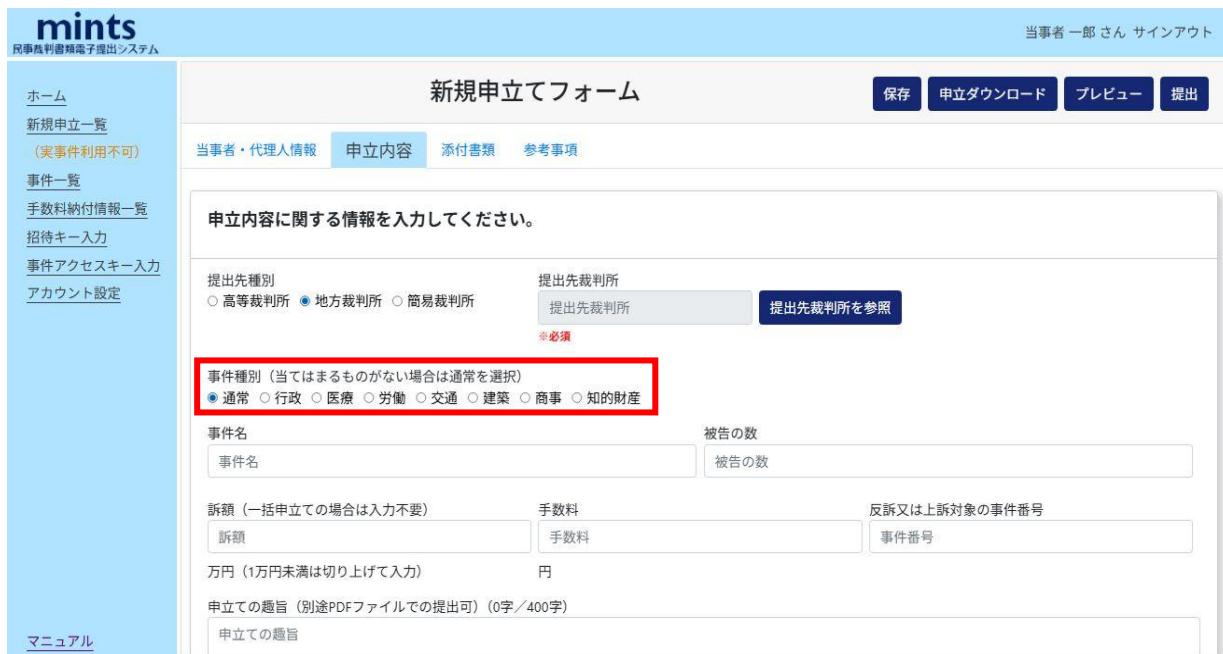 mints
民事裁判書類電子提出システム
当事者 一郎 さん サインアウト
ホーム
新規申立一覧
（実事件利用不可）
事件一覧
手数料納付情報一覧
招待キー入力
事件アクセスキー入力
アカウント設定
マニュアル
新規申立てフォーム
保存 申立ダウンロード プレビュー 提出
当事者・代理人情報 申立内容 添付書類 参考事項
申立内容に関する情報を入力してください。
提出先種別 提出先裁判所
高等裁判所 地方裁判所 簡易裁判所 提出先裁判所 提出先裁判所を参照
※必須
事件種別（当てはまるものがない場合は通常を選択）
通常 行政 医療 労働 交通 建築 商事 知的財産
事件名 被告の数
事件名 被告の数
訴額（一括申立ての場合は入力不要） 手数料 反訴又は上訴対象の事件番号
訴額 手数料 事件番号
万円（1万円未満は切り上げて入力） 円
申立ての趣旨（別途PDFファイルでの提出可）（0字／400字）
申立ての趣旨